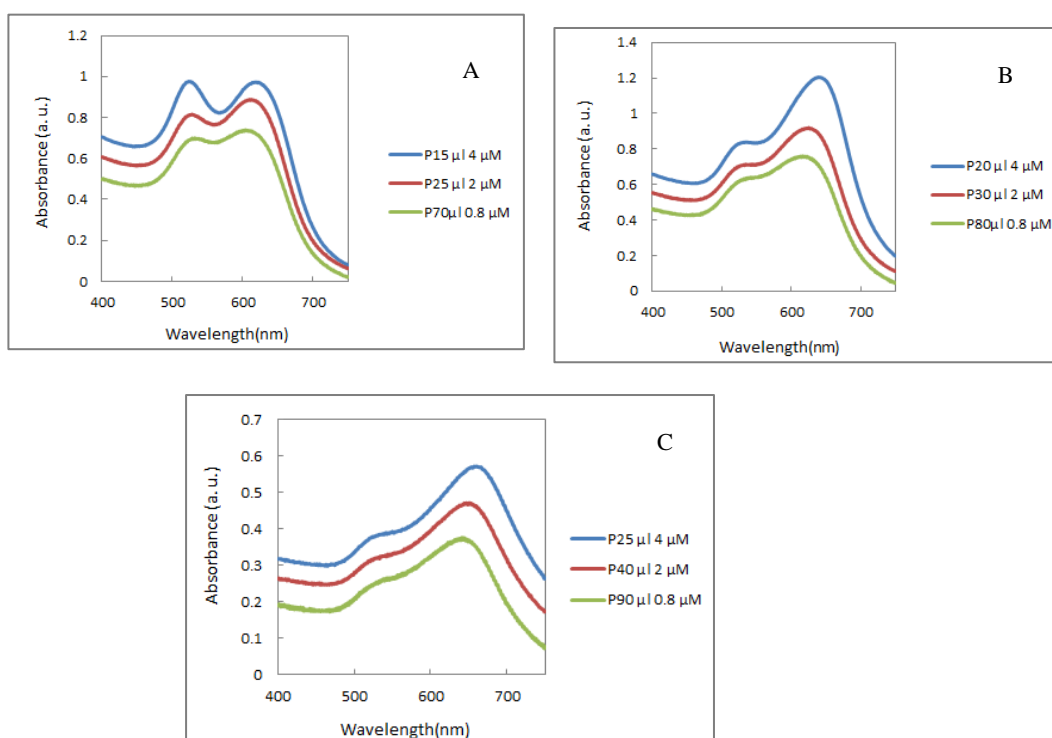 A
Absorbance (a. u.)
1.2
1
0.8
0.6
0.4
0.2
0
400 500 600 700
Wavelength(nm)
P15 µl 4 µM
P25 µl 2 µM
P70µl 0.8 µM
B
Absorbance (a. u.)
1.4
1.2
1
0.8
0.6
0.4
0.2
0
400 500 600 700
Wavelength(nm)
P20 µl 4 µM
P30 µl 2 µM
P80µl 0.8 µM
C
Absorbance (a. u.)
0.7
0.6
0.5
0.4
0.3
0.2
0.1
0
400 500 600 700
Wavelength(nm)
P25 µl 4 µM
P40 µl 2 µM
P90 µl 0.8 µM